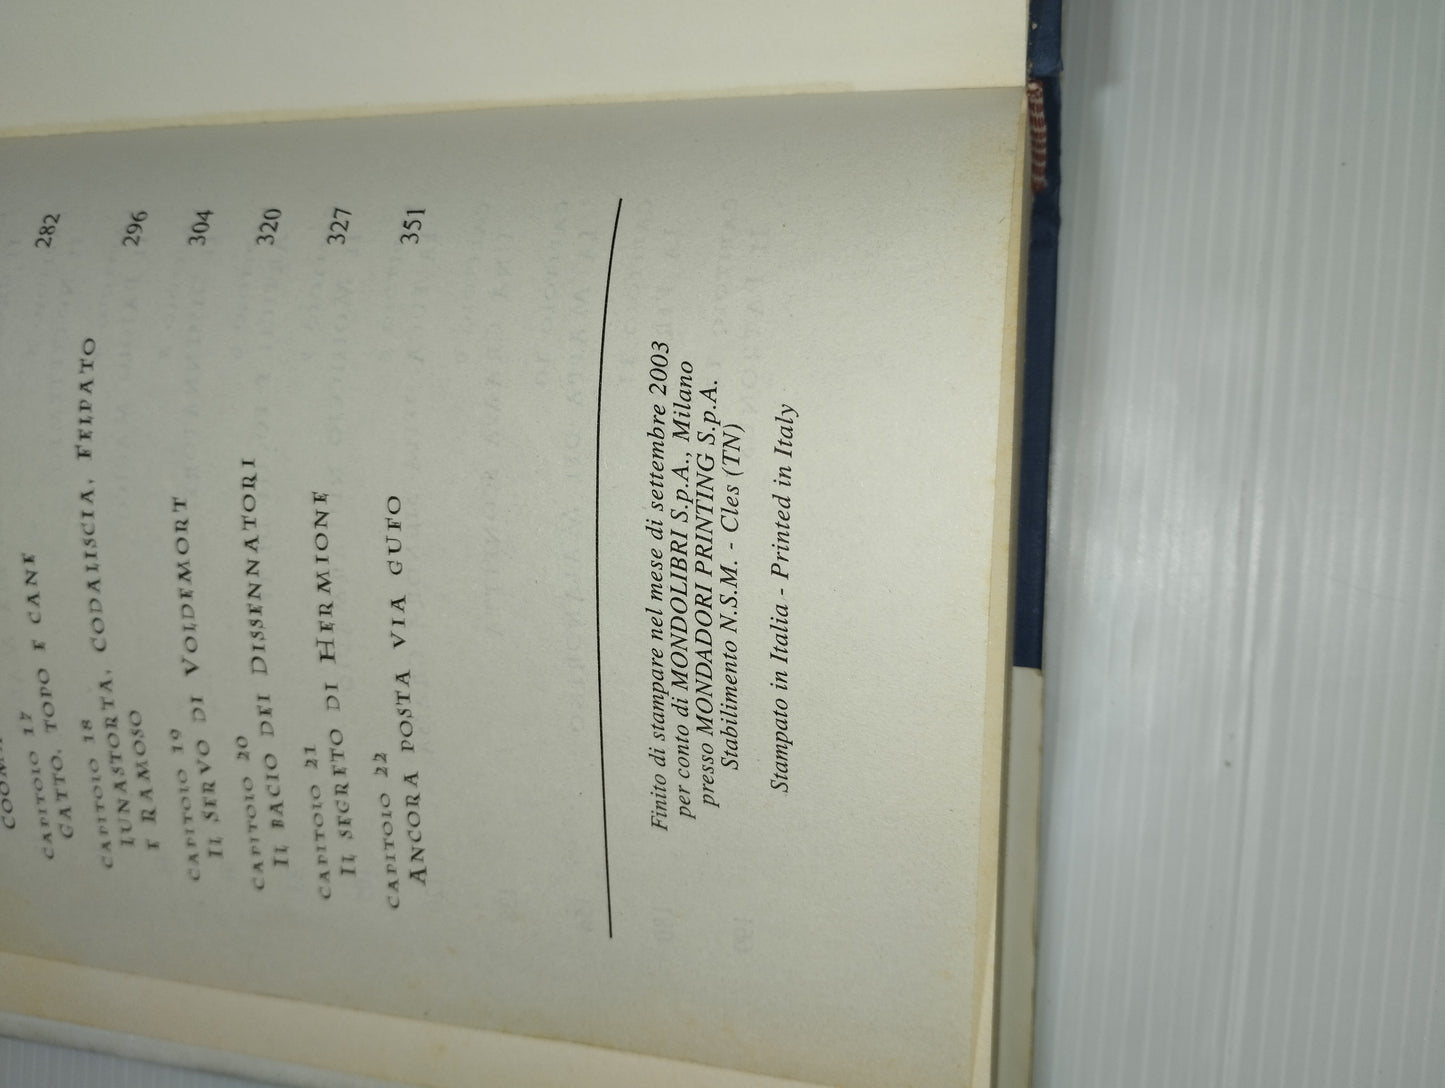 CAPITOLO 17
GATTO, TOPO E CANE 282
CAPITOLO 18
LUNASTORTA, CODALISCIA, FELPATO
E RAMOSO 296
CAPITOLO 19
IL SERVO DI VOLDEMORT 304
CAPITOLO 20
IL BACIO DEI DISSENNATORI 320
CAPITOLO 21
IL SEGRETO DI HERMIONE 327
CAPITOLO 22
ANCORA POSTA VIA GUFO 351
Finito di stampare nel mese di settembre 2003
per conto di MONDOLIBRI S.p.A., Milano
presso MONDADORI PRINTING S.p.A.
Stabilimento N.S.M. - Cles (TN)
Stampato in Italia - Printed in Italy